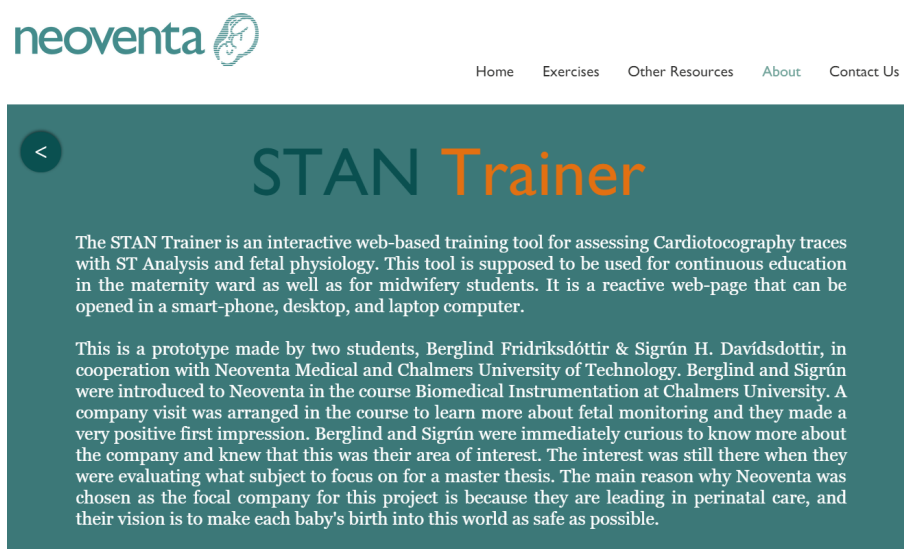 neoventa
Home Exercises Other Resources About Contact Us
<
STAN Trainer
The STAN Trainer is an interactive web-based training tool for assessing Cardiotocography traces
with ST Analysis and fetal physiology. This tool is supposed to be used for continuous education
in the maternity ward as well as for midwifery students. It is a reactive web-page that can be
opened in a smart-phone, desktop, and laptop computer.
This is a prototype made by two students, Berglind Fridriksdóttir & Sigrún H. Davídsdottir, in
cooperation with Neoventa Medical and Chalmers University of Technology. Berglind and Sigrún
were introduced to Neoventa in the course Biomedical Instrumentation at Chalmers University. A
company visit was arranged in the course to learn more about fetal monitoring and they made a
very positive first impression. Berglind and Sigrún were immediately curious to know more about
the company and knew that this was their area of interest. The interest was still there when they
were evaluating what subject to focus on for a master thesis. The main reason why Neoventa was
chosen as the focal company for this project is because they are leading in perinatal care, and
their vision is to make each baby's birth into this world as safe as possible.